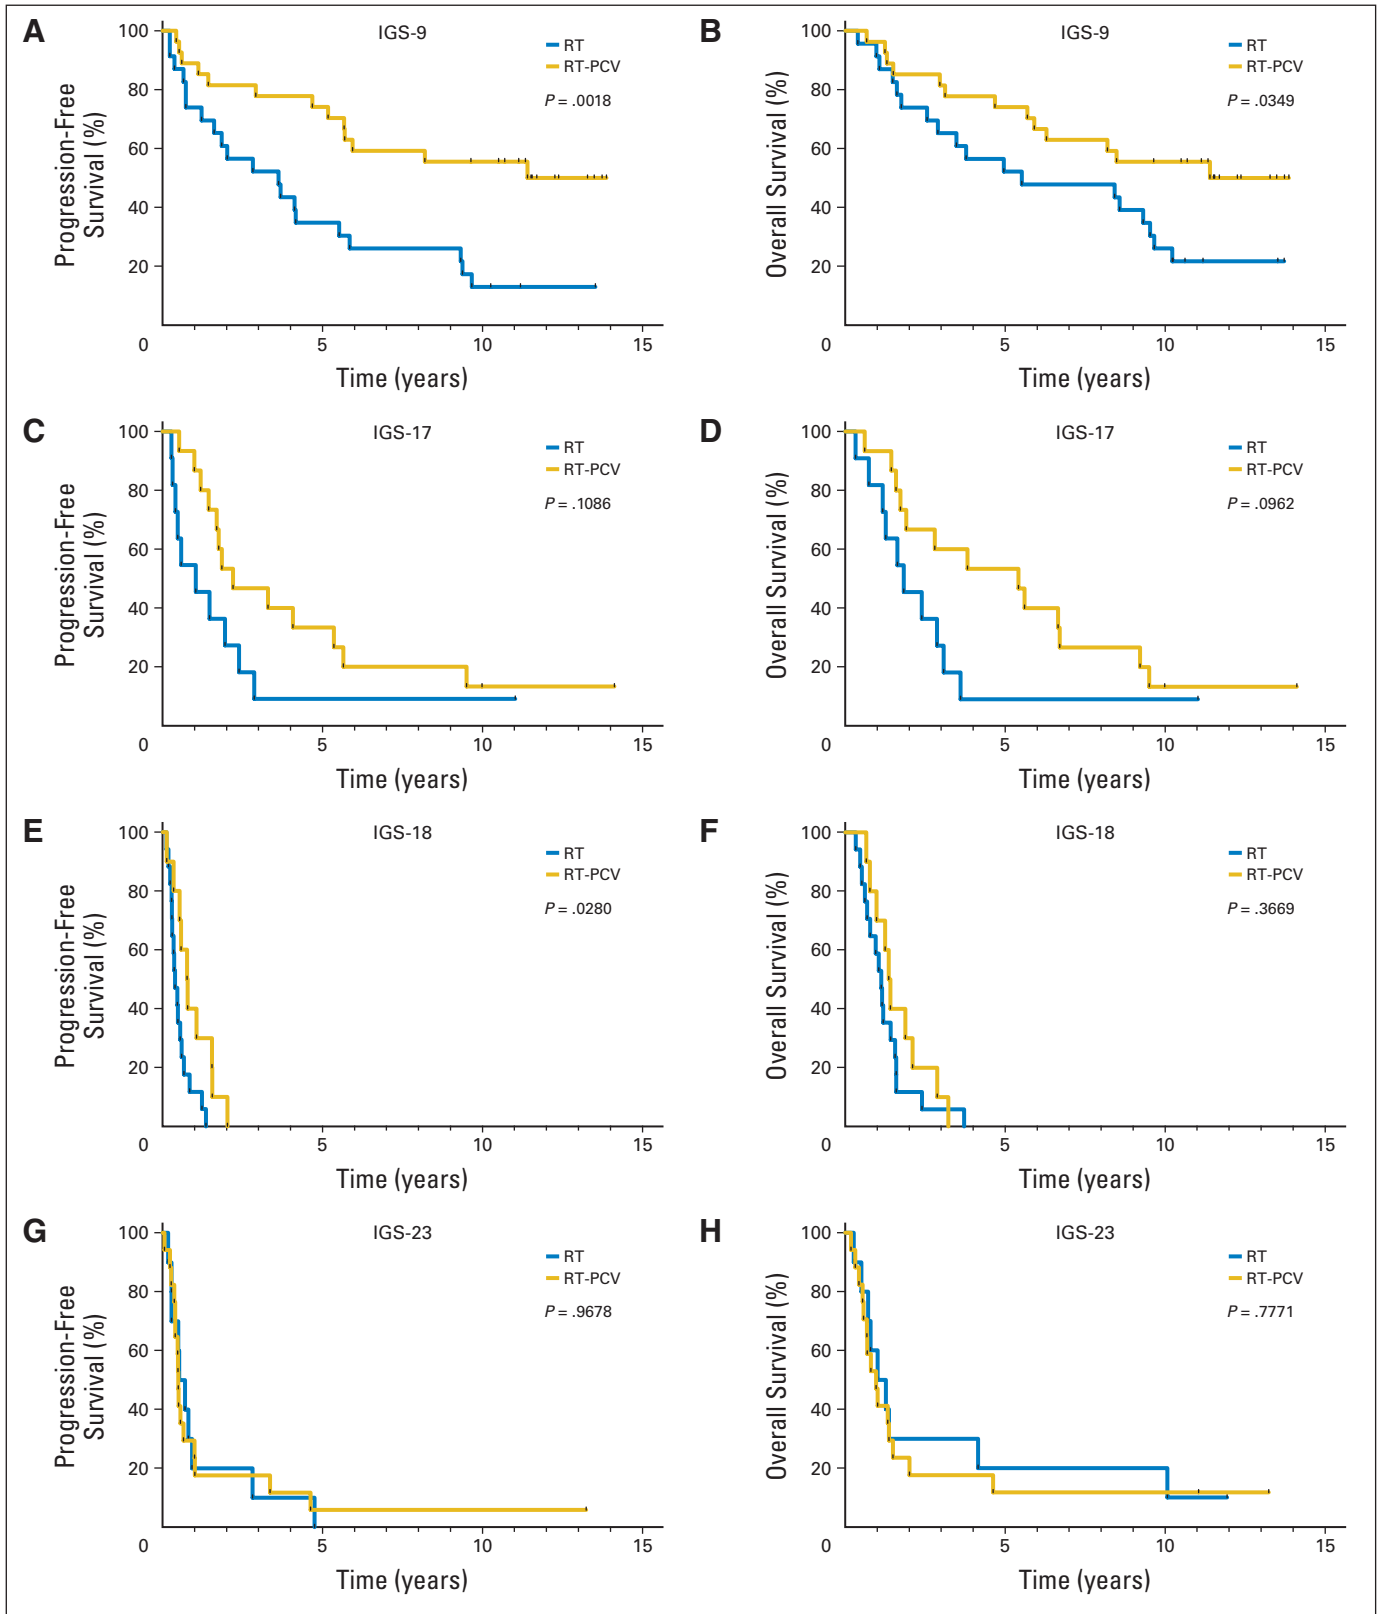 A
IGS-9
RT
RT-PCV
P = .0018
Progression-Free
Survival (%)
100
80
60
40
20
0
5
10
15
Time (years)
B
IGS-9
RT
RT-PCV
P = .0349
Overall Survival (%)
100
80
60
40
20
0
5
10
15
Time (years)
C
IGS-17
RT
RT-PCV
P = .1086
Progression-Free
Survival (%)
100
80
60
40
20
0
5
10
15
Time (years)
D
IGS-17
RT
RT-PCV
P = .0962
Overall Survival (%)
100
80
60
40
20
0
5
10
15
Time (years)
E
IGS-18
RT
RT-PCV
P = .0280
Progression-Free
Survival (%)
100
80
60
40
20
0
5
10
15
Time (years)
F
IGS-18
RT
RT-PCV
P = .3669
Overall Survival (%)
100
80
60
40
20
0
5
10
15
Time (years)
G
IGS-23
RT
RT-PCV
P = .9678
Progression-Free
Survival (%)
100
80
60
40
20
0
5
10
15
Time (years)
H
IGS-23
RT
RT-PCV
P = .7771
Overall Survival (%)
100
80
60
40
20
0
5
10
15
Time (years)